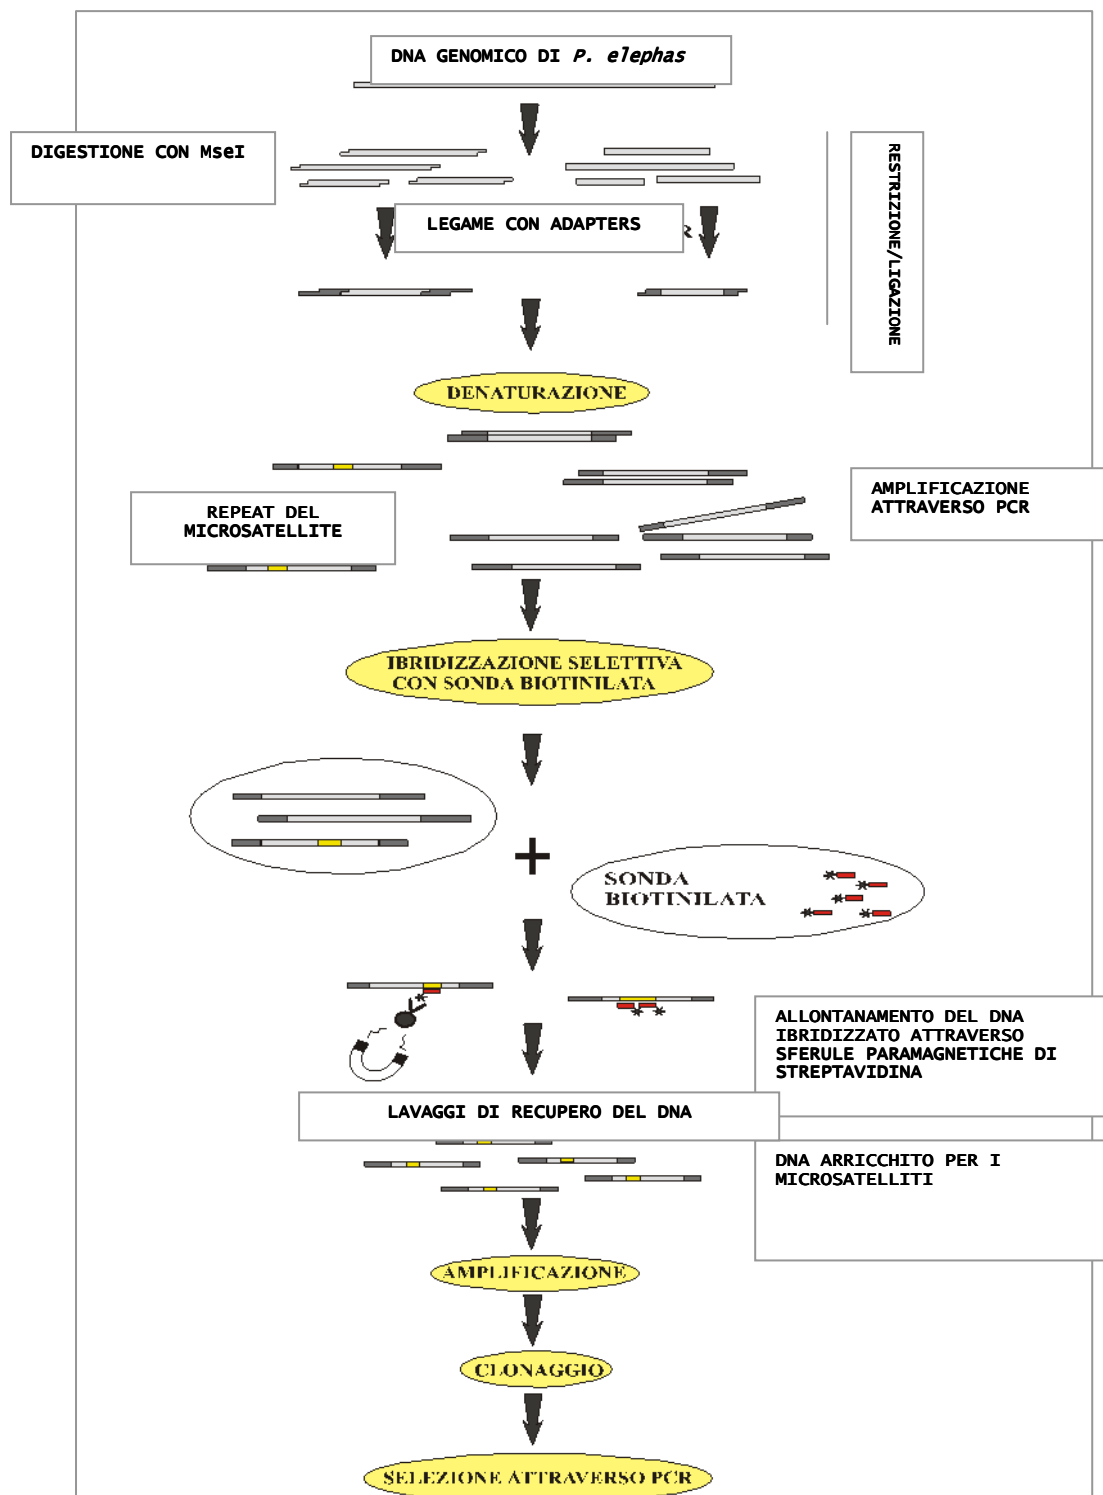 DNA GENOMICO DI P. elephas
DIGESTIONE CON MseI
LEGAME CON ADAPTERS
RESTRIZIONE/LIGAZIONE
DENATURAZIONE
REPEAT DEL
MICROSATELLITE
AMPLIFICAZIONE
ATTRAVERSO PCR
IBRIDIZZAZIONE SELETTIVA
CON SONDA BIOTINILATA
SONDA
BIOTINILATA
ALLONTANAMENTO DEL DNA
IBRIDIZZATO ATTRAVERSO
SFERULE PARAMAGNETICHE DI
STREPTAVIDINA
LAVAGGI DI RECUPERO DEL DNA
DNA ARRICCHITO PER I
MICROSATELLITI
AMPLIFICAZIONE
CLONAGGIO
SELEZIONE ATTRAVERSO PCR